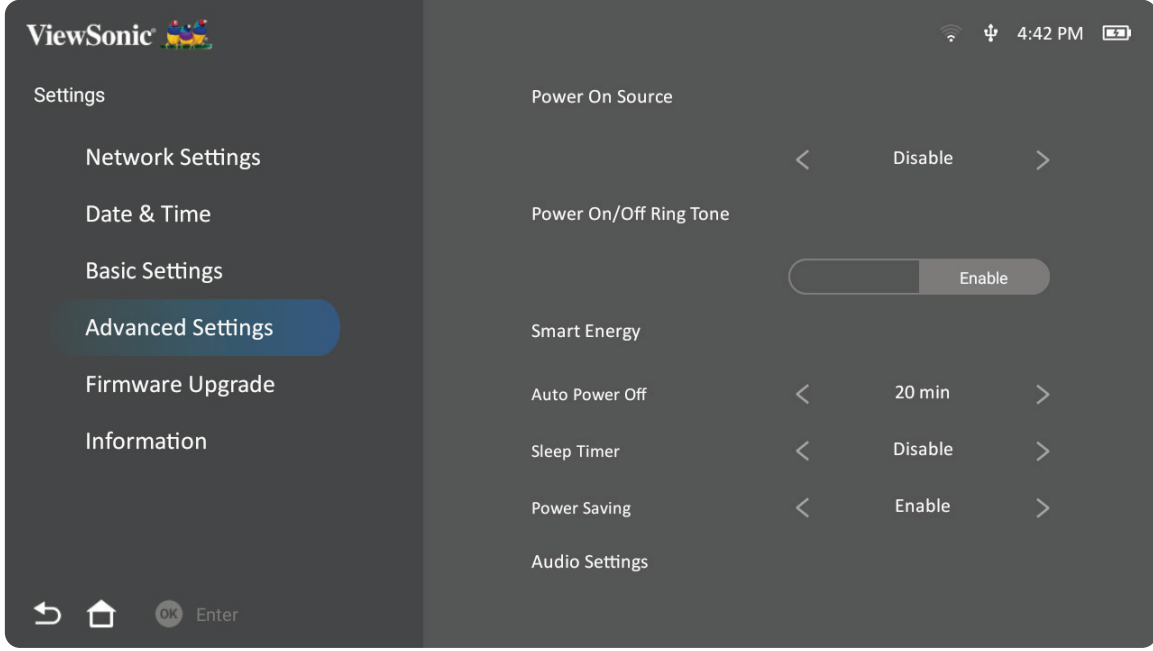 ViewSonic
4:42 PM
Settings
Network Settings
Date & Time
Basic Settings
Advanced Settings
Firmware Upgrade
Information
OK Enter
Power On Source
Disable
Power On/Off Ring Tone
Enable
Smart Energy
Auto Power Off 20 min
Sleep Timer Disable
Power Saving Enable
Audio Settings